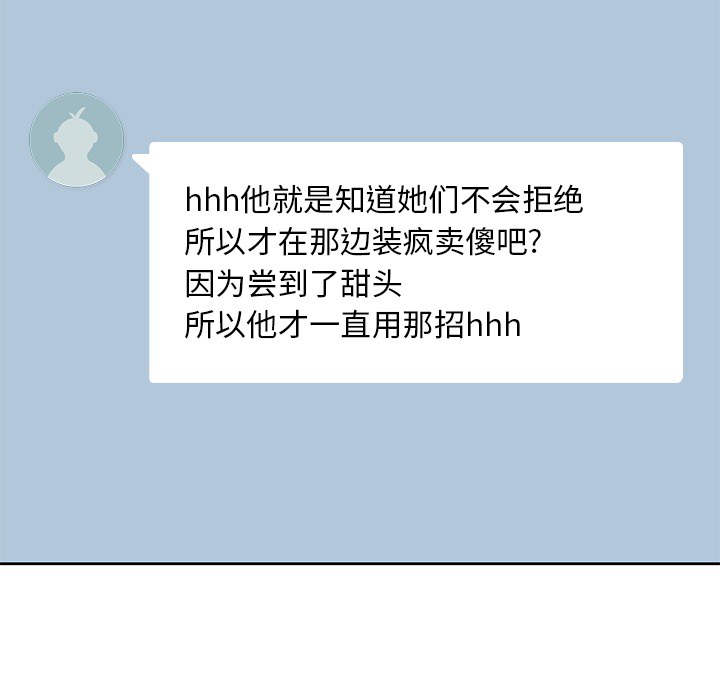 hhh他就是知道她们不会拒绝
所以才在那边装疯卖傻吧?
因为尝到了甜头
所以他才一直用那招hhh